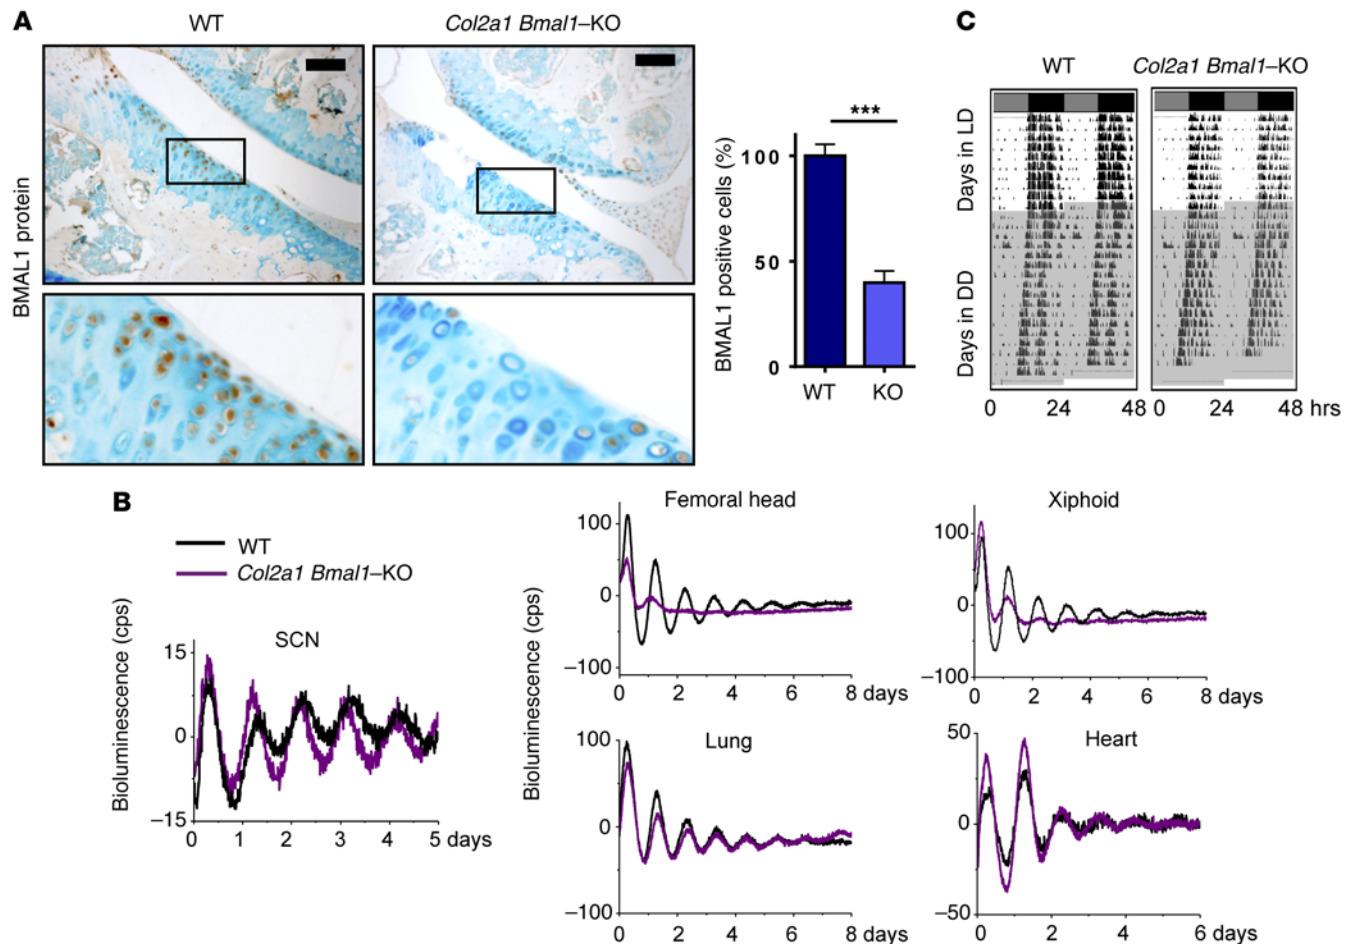 A
WT
Col2a1 Bmal1–KO
BMAL1 protein
BMAL1 positive cells (%)
***
100
50
0
WT
KO
C
WT
Col2a1 Bmal1–KO
Days in LD
Days in DD
0 24 48 0 24 48 hrs
B
WT
Col2a1 Bmal1–KO
Bioluminescence (cps)
SCN
15
0
–15
0 1 2 3 4 5 days
Bioluminescence (cps)
Femoral head
100
0
–100
0 2 4 6 8 days
Xiphoid
100
0
–100
0 2 4 6 8 days
Lung
100
0
–100
0 2 4 6 8 days
Heart
50
0
–50
0 2 4 6 days